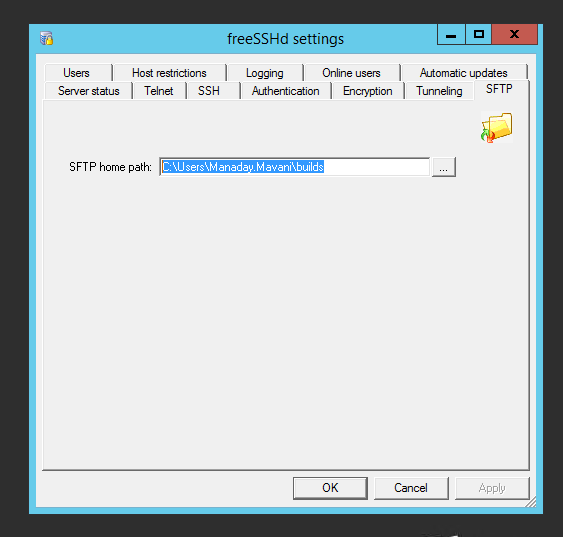 freeSSHd settings
Users Host restrictions Logging Online users Automatic updates
Server status Telnet SSH Authentication Encryption Tunneling SFTP
SFTP home path: C:\Users\Manaday.Mavani\builds ...
OK Cancel Apply